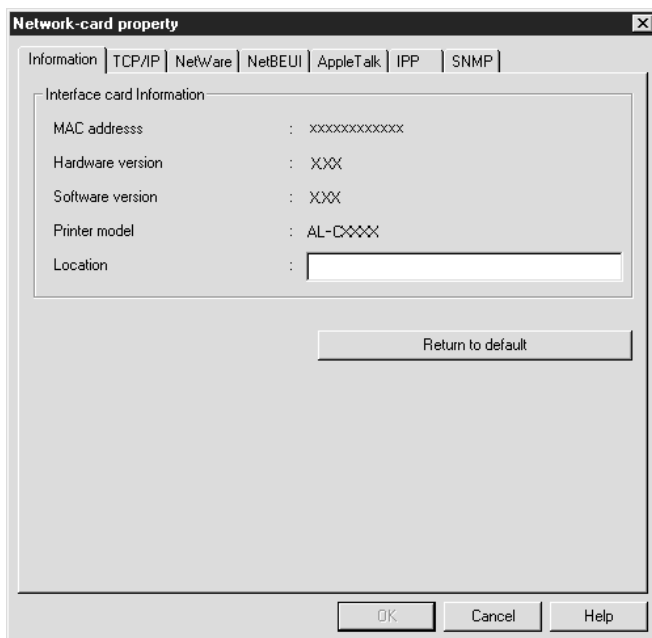 Network-card property
Information TCP/IP NetWare NetBEUI AppleTalk IPP SNMP
Interface card Information
MAC addresss : xxxxxxxxxxxx
Hardware version : XXX
Software version : XXX
Printer model : AL-CXXXX
Location :
Return to default
OK Cancel Help